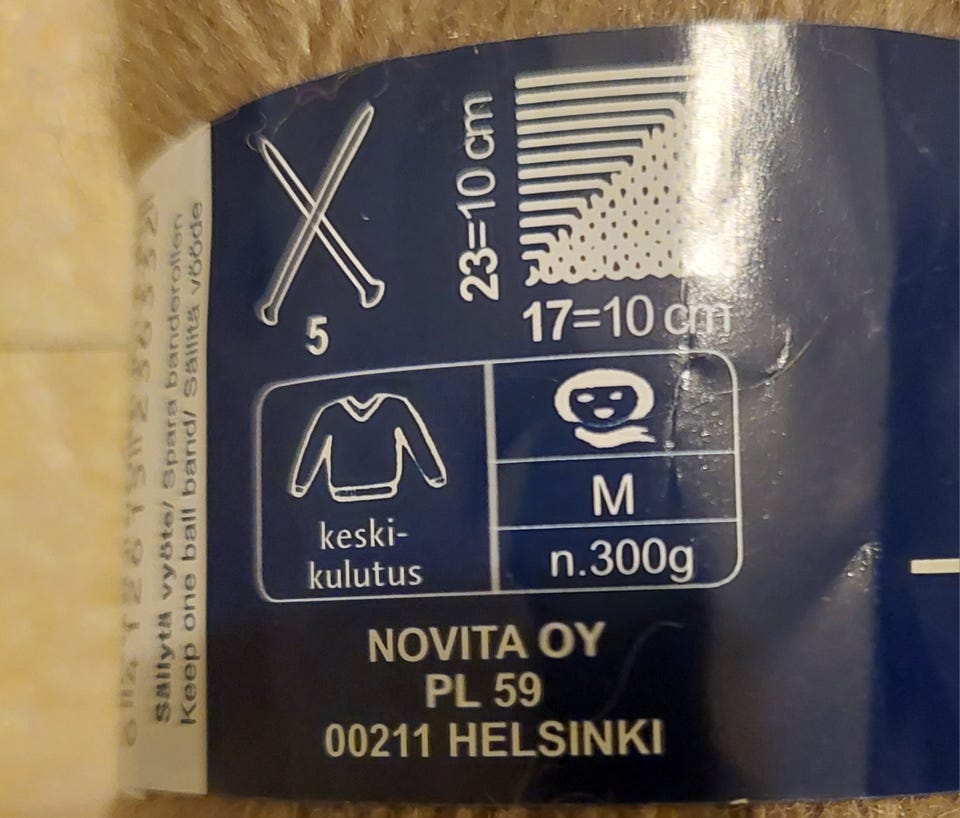 23=10 cm
17=10 cm
5
keski-
kulutus
M
n.300g
NOVITA OY
PL 59
00211 HELSINKI
Säilytä vyöte/ Spara banderollen
Keep one ball band/ Säilitä vööde